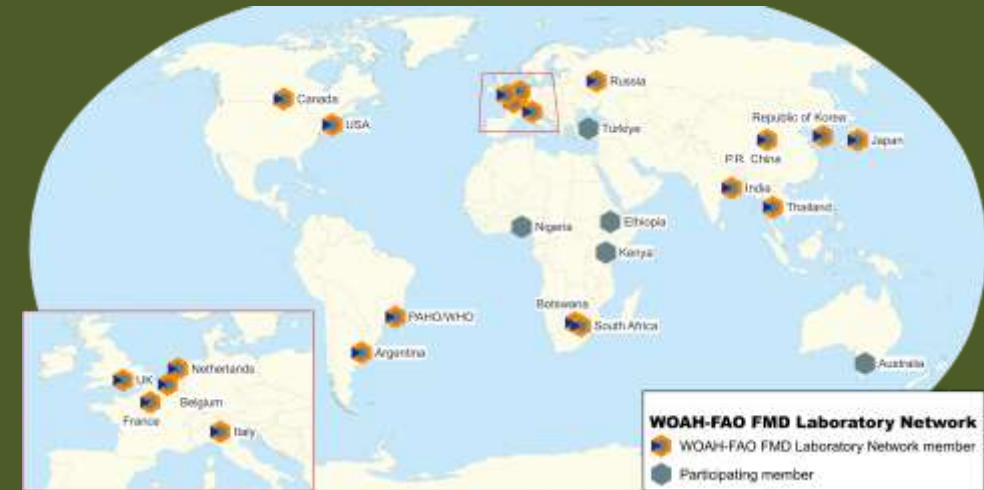 Canada
USA
Russia
Türkiye
Republic of Korea
Japan
P.R. China
India
Thailand
Nigeria
Ethiopia
Kenya
Botswana
South Africa
PAHO/WHO
Argentina
Australia
UK
Netherlands
Belgium
France
Italy
WOAH-FAO FMD Laboratory Network
WOAH-FAO FMD Laboratory Network member
Participating member